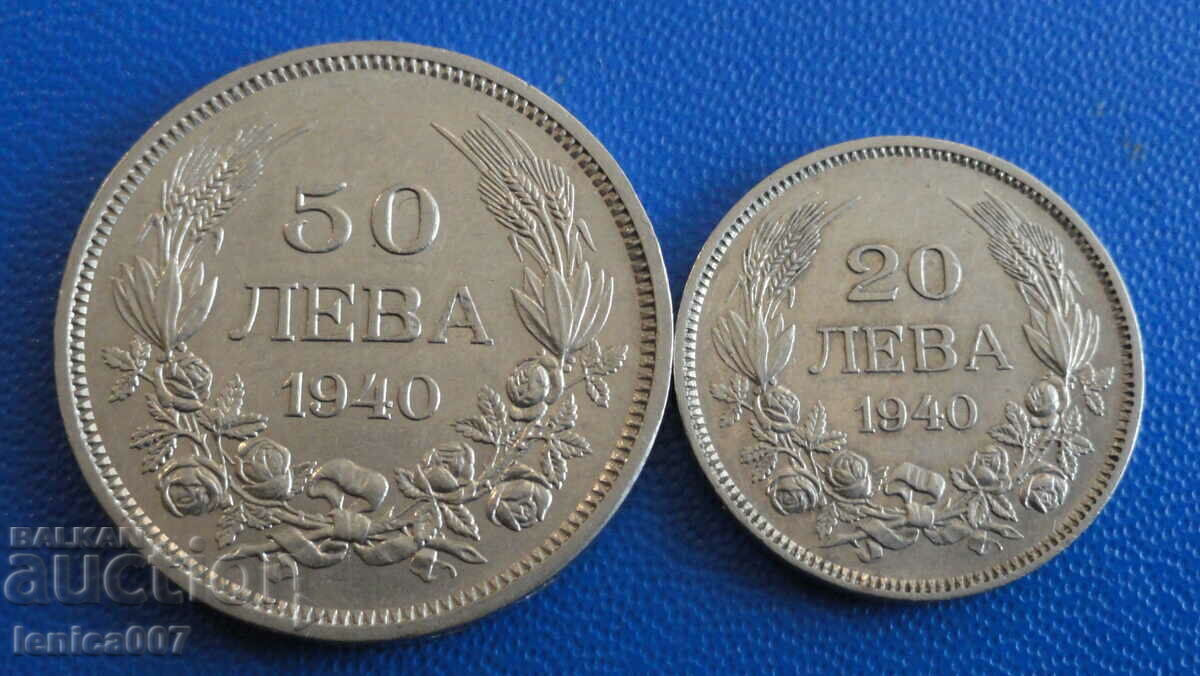 50
ЛЕВА
1940
20
ЛЕВА
1940
BALKAN
auction
lenica007